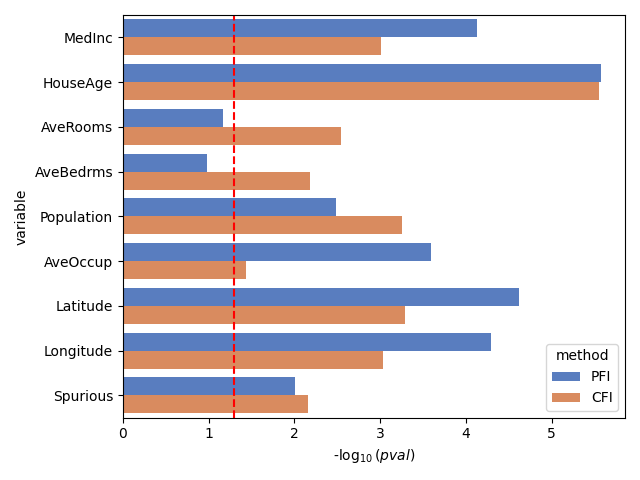 MedInc
HouseAge
AveRooms
AveBedrms
Population
AveOccup
Latitude
Longitude
Spurious
variable
0 1 2 3 4 5
-log₁₀(pval)
method
PFI
CFI